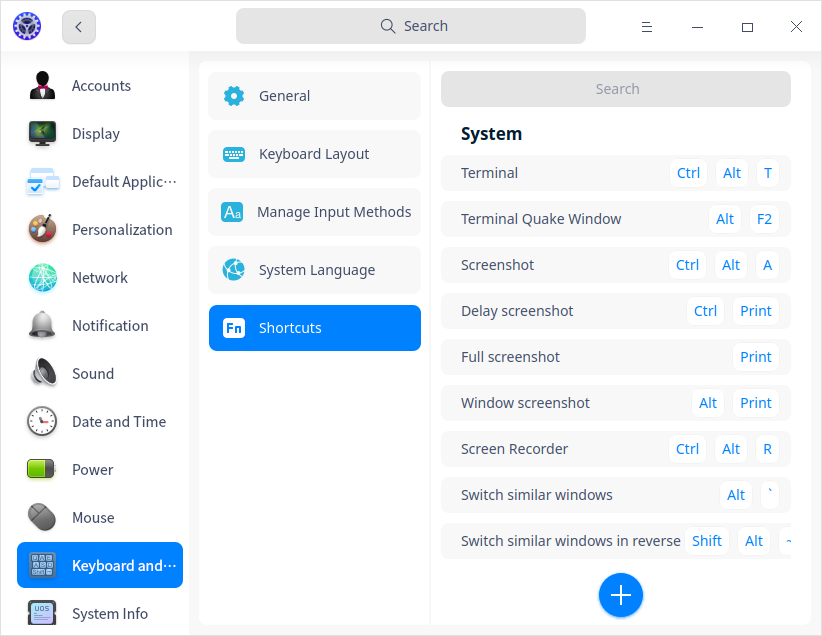 Search
Accounts
Display
Default Applic···
Personalization
Network
Notification
Sound
Date and Time
Power
Mouse
Keyboard and···
UOS
System Info
General
Keyboard Layout
Aa Manage Input Methods
System Language
Fn Shortcuts
Search
System
Terminal Ctrl Alt T
Terminal Quake Window Alt F2
Screenshot Ctrl Alt A
Delay screenshot Ctrl Print
Full screenshot Print
Window screenshot Alt Print
Screen Recorder Ctrl Alt R
Switch similar windows Alt `
Switch similar windows in reverse Shift Alt ~